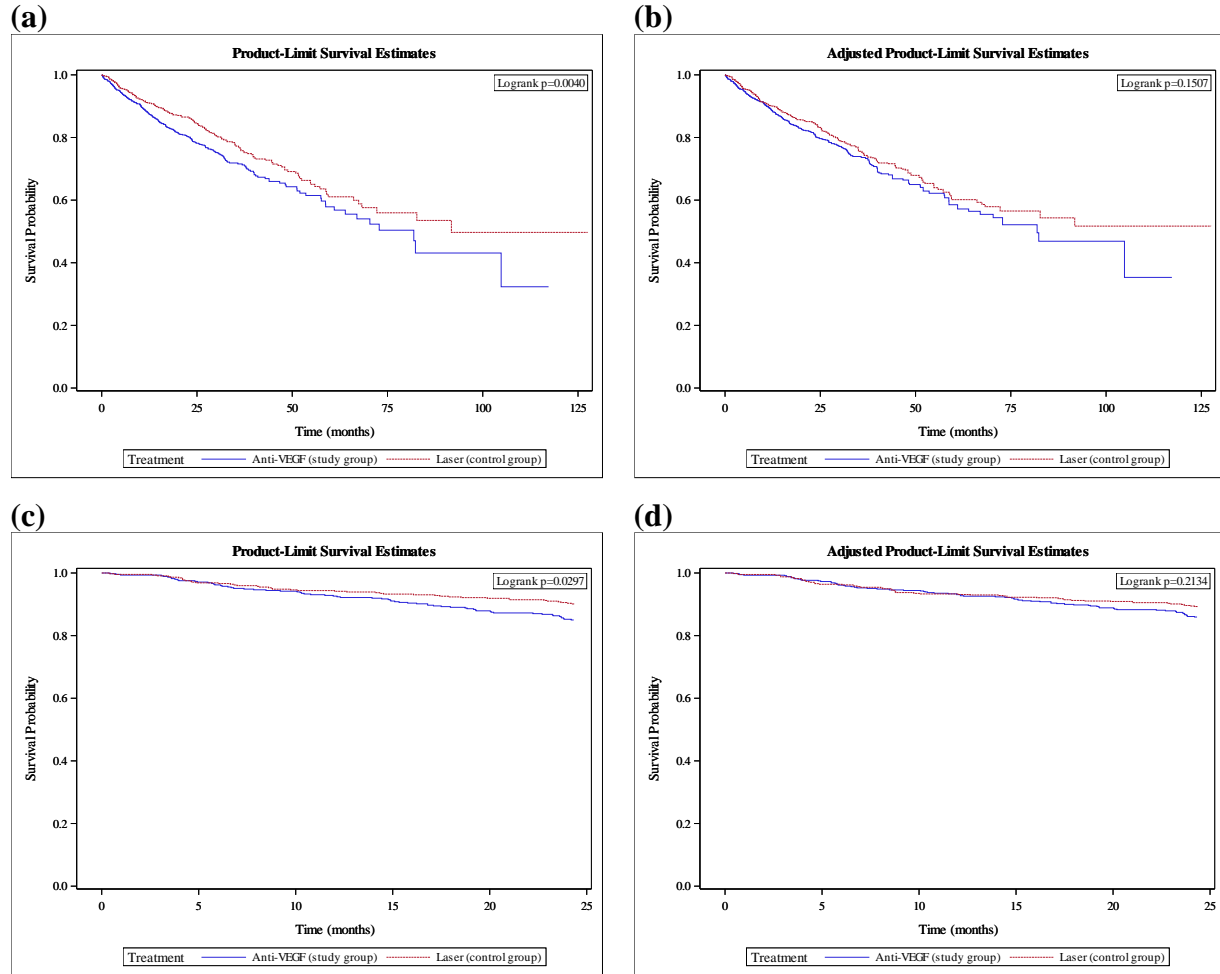 (a)
Product-Limit Survival Estimates
Logrank p=0.0040
1.0
0.8
0.6
0.4
0.2
0.0
Survival Probability
0 25 50 75 100 125
Time (months)
Treatment Anti-VEGF (study group) Laser (control group)
(b)
Adjusted Product-Limit Survival Estimates
Logrank p=0.1507
1.0
0.8
0.6
0.4
0.2
0.0
Survival Probability
0 25 50 75 100 125
Time (months)
Treatment Anti-VEGF (study group) Laser (control group)
(c)
Product-Limit Survival Estimates
Logrank p=0.0297
1.0
0.8
0.6
0.4
0.2
0.0
Survival Probability
0 5 10 15 20 25
Time (months)
Treatment Anti-VEGF (study group) Laser (control group)
(d)
Adjusted Product-Limit Survival Estimates
Logrank p=0.2134
1.0
0.8
0.6
0.4
0.2
0.0
Survival Probability
0 5 10 15 20 25
Time (months)
Treatment Anti-VEGF (study group) Laser (control group)